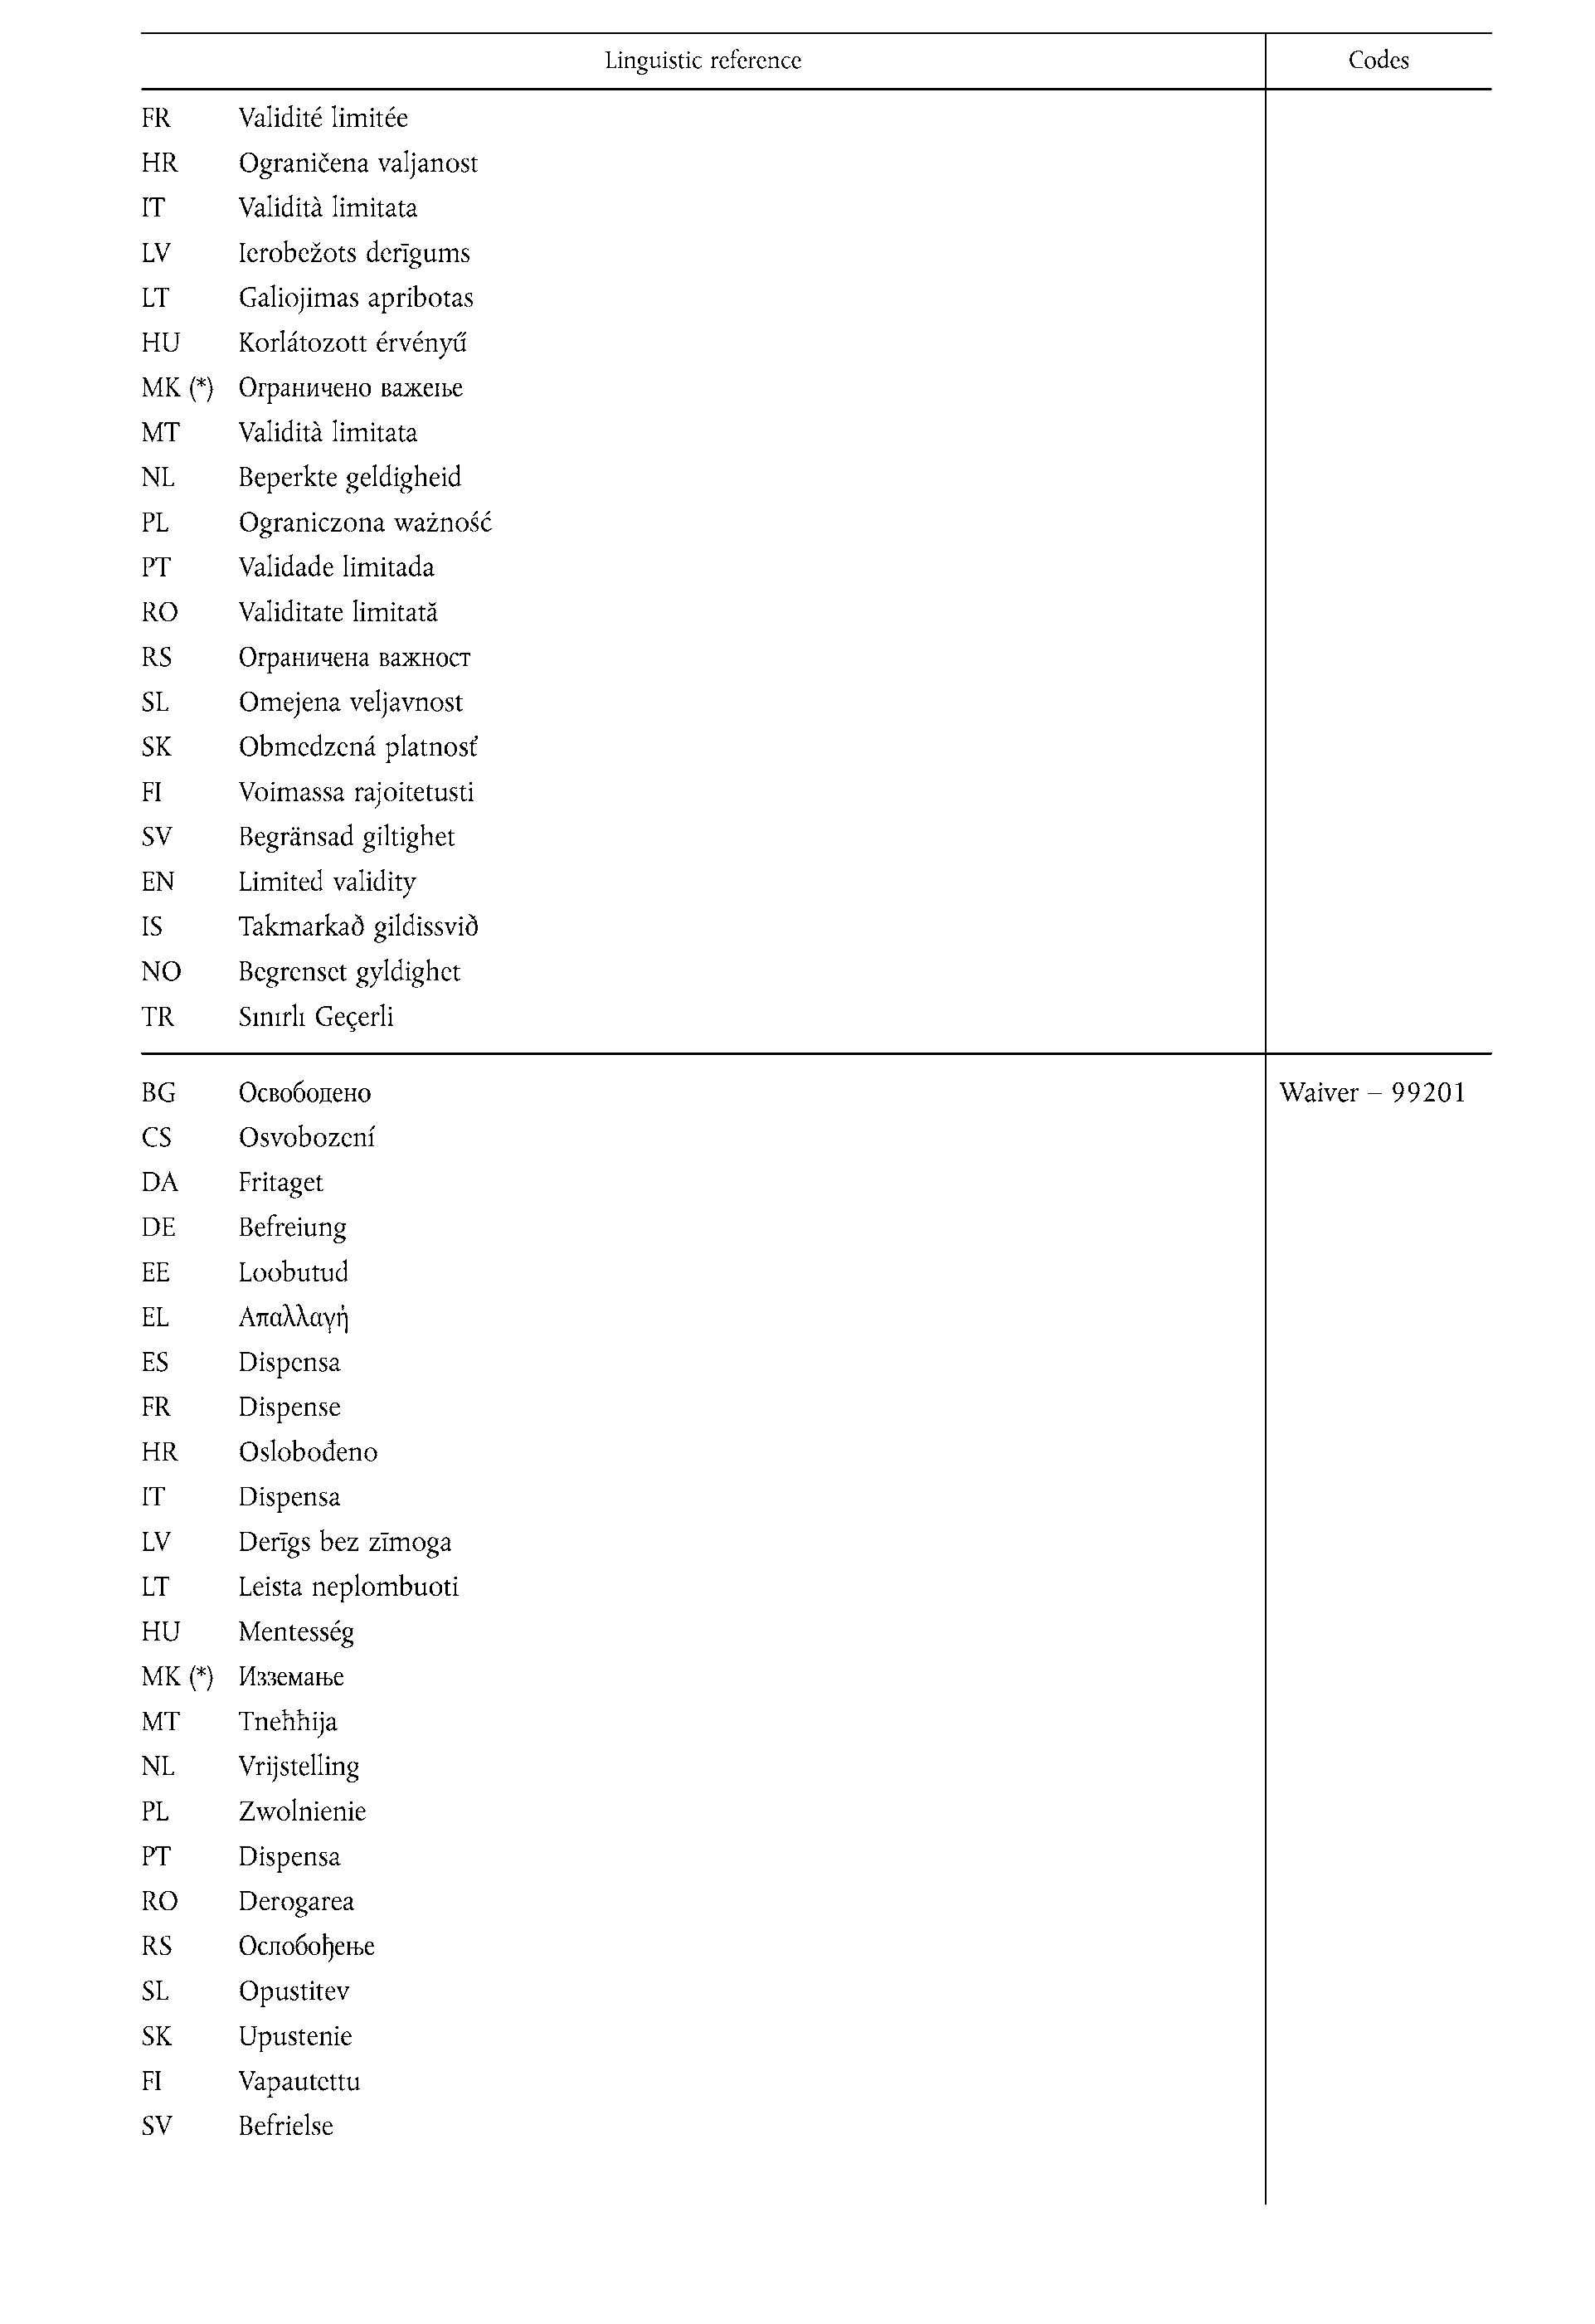 Linguistic reference Codes
FR Validité limitée
HR Ograničena valjanost
IT Validità limitata
LV Ierobežots derīgums
LT Galiojimas apribotas
HU Korlátozott érvényű
MK (*) Ограничено важење
MT Validità limitata
NL Beperkte geldigheid
PL Ograniczona ważność
PT Validade limitada
RO Validitate limitată
RS Ограничена важност
SL Omejena veljavnost
SK Obmedzená platnosť
FI Voimassa rajoitetusti
SV Begränsad giltighet
EN Limited validity
IS Takmarkað gildissvið
NO Begrenset gyldighet
TR Sınırlı Geçerli
BG Освободено Waiver – 99201
CS Osvobození
DA Fritaget
DE Befreiung
EE Loobutud
EL Απαλλαγή
ES Dispensa
FR Dispense
HR Oslobođeno
IT Dispensa
LV Derīgs bez zīmoga
LT Leista neplombuoti
HU Mentesség
MK (*) Изземање
MT Tneħħija
NL Vrijstelling
PL Zwolnienie
PT Dispensa
RO Derogarea
RS Ослобођење
SL Opustitev
SK Upustenie
FI Vapautettu
SV Befrielse